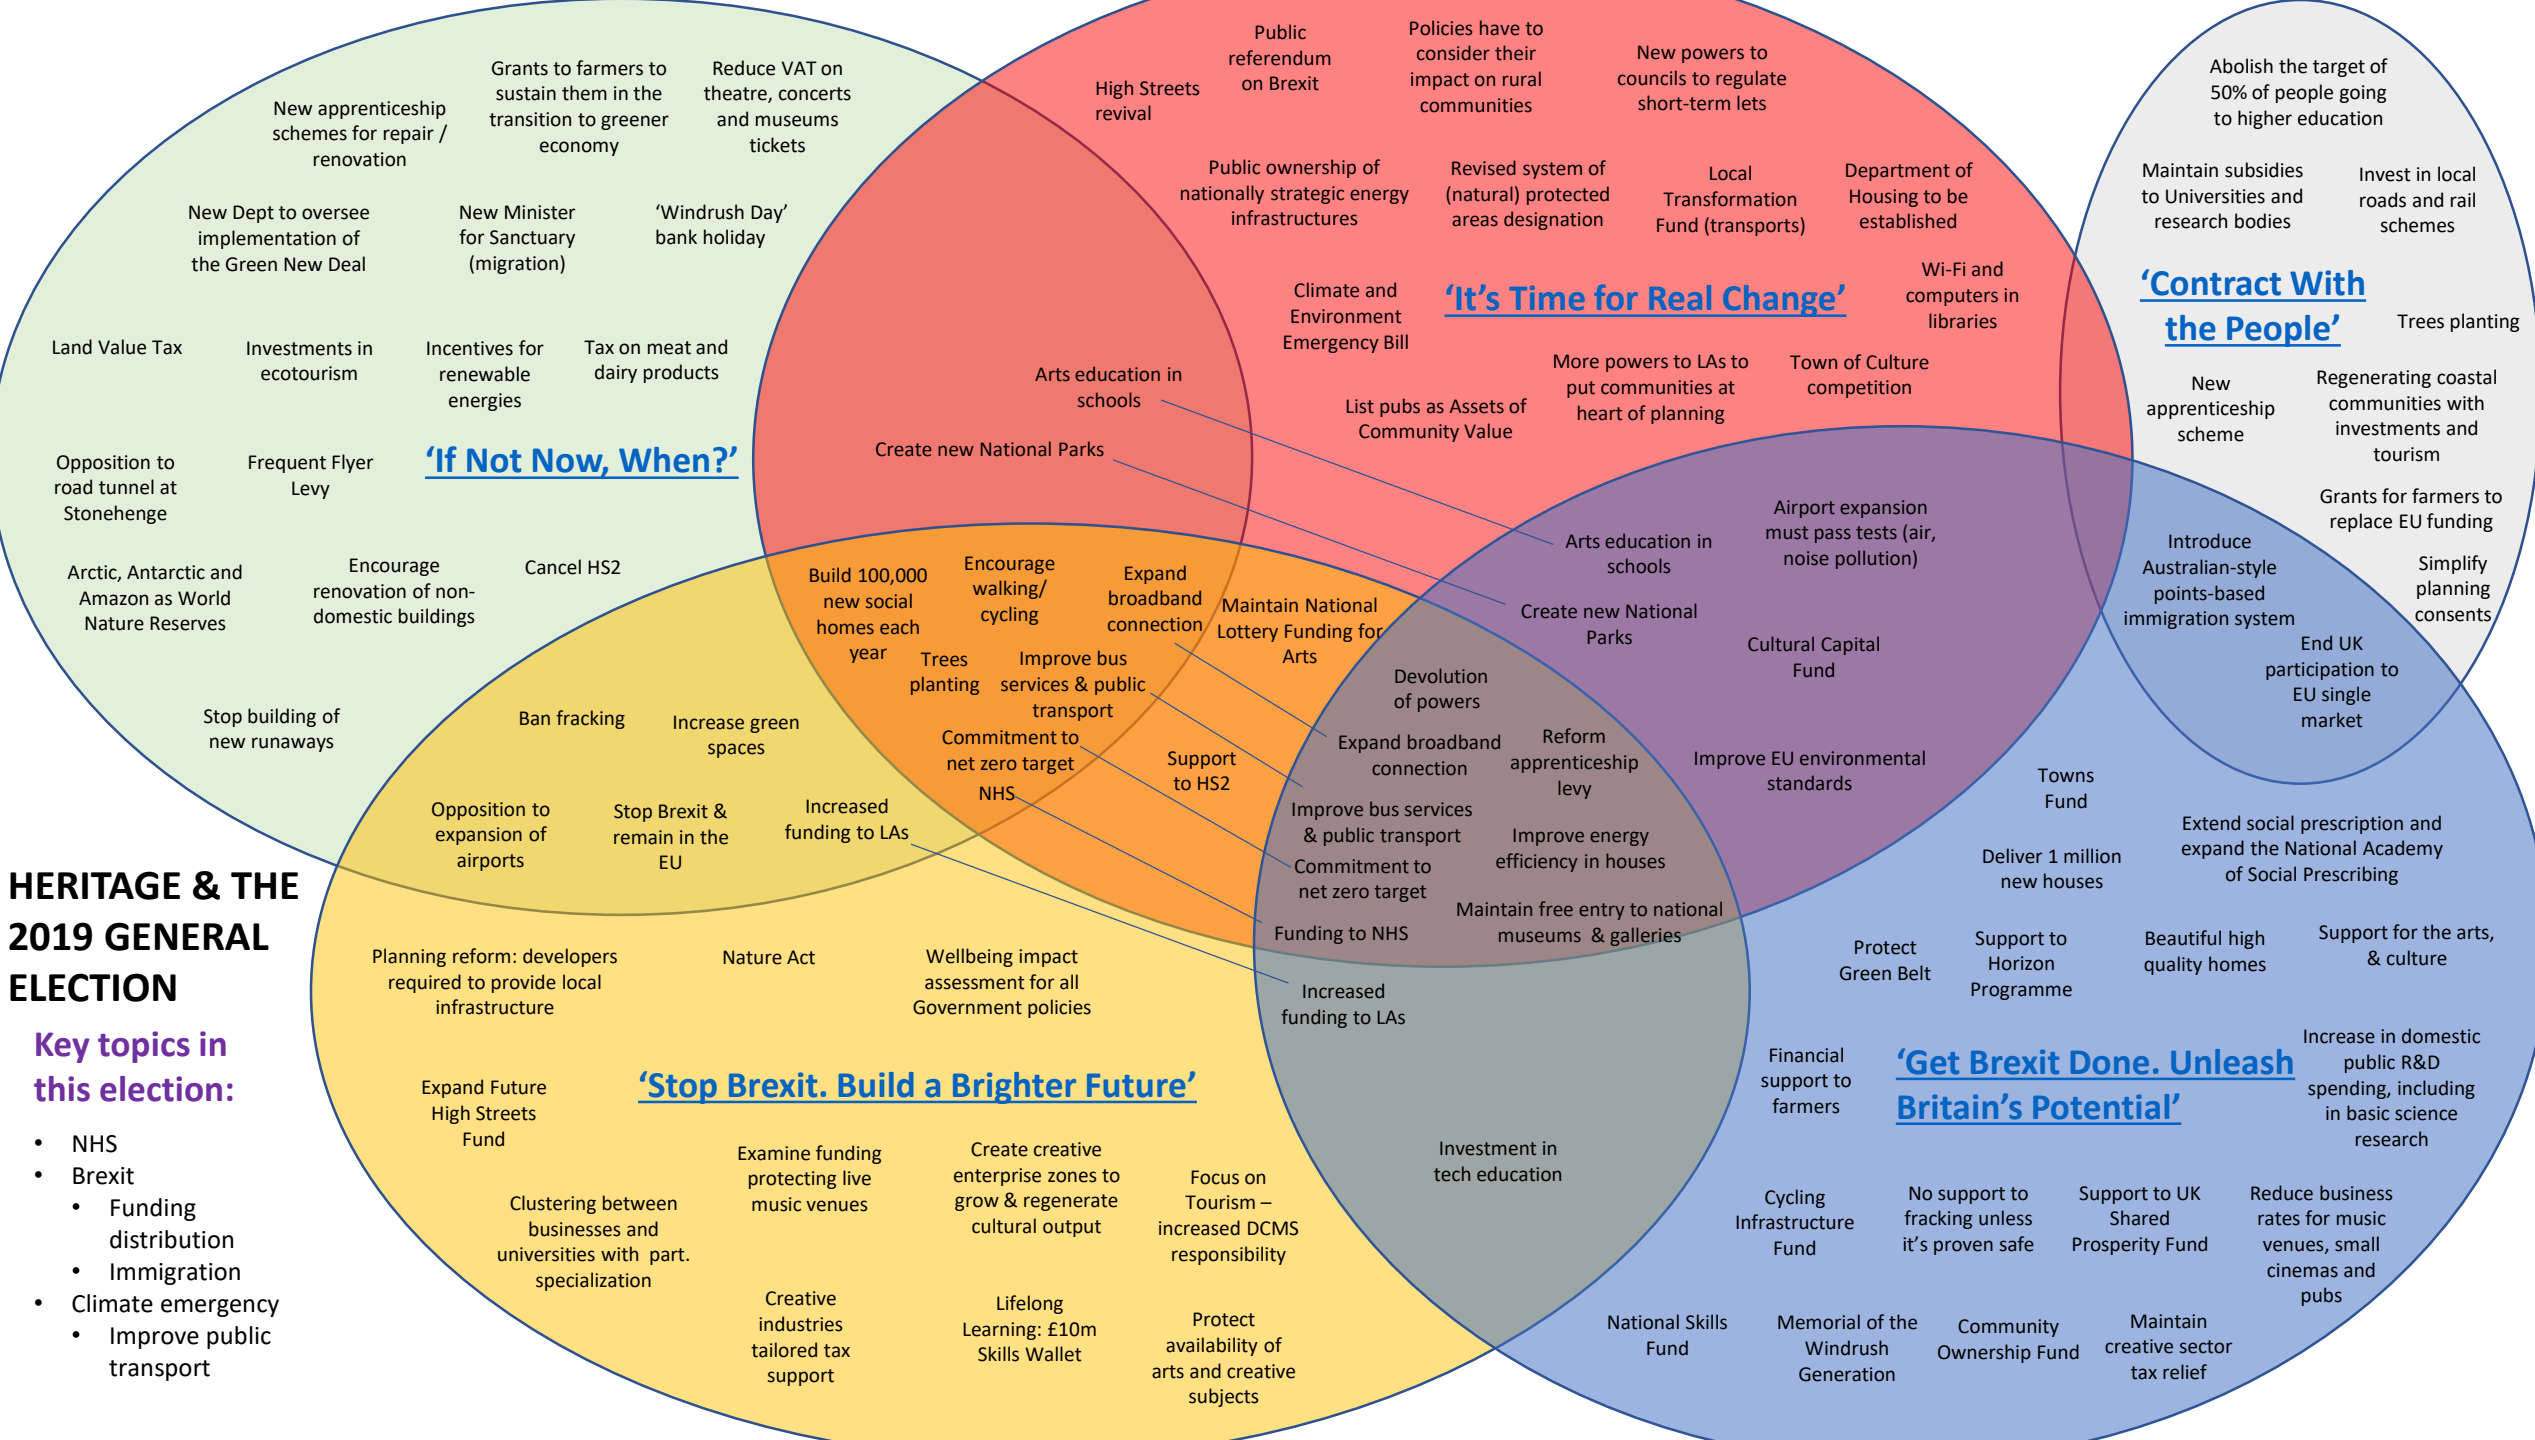 New apprenticeship
schemes for repair /
renovation
Grants to farmers to
sustain them in the
transition to greener
economy
Reduce VAT on
theatre, concerts
and museums
tickets
New Dept to oversee
implementation of
the Green New Deal
New Minister
for Sanctuary
(migration)
‘Windrush Day’
bank holiday
Land Value Tax
Investments in
ecotourism
Incentives for
renewable
energies
Tax on meat and
dairy products
Opposition to
road tunnel at
Stonehenge
Frequent Flyer
Levy
‘If Not Now, When?’
Arctic, Antarctic and
Amazon as World
Nature Reserves
Encourage
renovation of non-
domestic buildings
Cancel HS2
Stop building of
new runaways
High Streets
revival
Public
referendum
on Brexit
Policies have to
consider their
impact on rural
communities
New powers to
councils to regulate
short-term lets
Public ownership of
nationally strategic energy
infrastructures
Revised system of
(natural) protected
areas designation
Local
Transformation
Fund (transports)
Department of
Housing to be
established
Climate and
Environment
Emergency Bill
‘It’s Time for Real Change’
Wi-Fi and
computers in
libraries
List pubs as Assets of
Community Value
More powers to LAs to
put communities at
heart of planning
Town of Culture
competition
Abolish the target of
50% of people going
to higher education
Maintain subsidies
to Universities and
research bodies
Invest in local
roads and rail
schemes
‘Contract With
the People’
Trees planting
New
apprenticeship
scheme
Regenerating coastal
communities with
investments and
tourism
Grants for farmers to
replace EU funding
Simplify
planning
consents
Arts education in
schools
Create new National Parks
Build 100,000
new social
homes each
year
Encourage
walking/
cycling
Expand
broadband
connection
Maintain National
Lottery Funding for
Arts
Trees
planting
Improve bus
services & public
transport
Commitment to
net zero target
NHS
Support
to HS2
Arts education in
schools
Airport expansion
must pass tests (air,
noise pollution)
Create new National
Parks
Cultural Capital
Fund
Improve EU environmental
standards
Devolution
of powers
Expand broadband
connection
Reform
apprenticeship
levy
Improve bus services
& public transport
Improve energy
efficiency in houses
Commitment to
net zero target
Maintain free entry to national
museums & galleries
Funding to NHS
Introduce
Australian-style
points-based
immigration system
End UK
participation to
EU single
market
Ban fracking
Increase green
spaces
Opposition to
expansion of
airports
Stop Brexit &
remain in the
EU
Increased
funding to LAs
Increased
funding to LAs
Investment in
tech education
HERITAGE & THE
2019 GENERAL
ELECTION
Key topics in
this election:
• NHS
• Brexit
• Funding
distribution
• Immigration
• Climate emergency
• Improve public
transport
Planning reform: developers
required to provide local
infrastructure
Nature Act
Wellbeing impact
assessment for all
Government policies
Expand Future
High Streets
Fund
‘Stop Brexit. Build a Brighter Future’
Clustering between
businesses and
universities with part.
specialization
Examine funding
protecting live
music venues
Create creative
enterprise zones to
grow & regenerate
cultural output
Focus on
Tourism –
increased DCMS
responsibility
Creative
industries
tailored tax
support
Lifelong
Learning: £10m
Skills Wallet
Protect
availability of
arts and creative
subjects
Towns
Fund
Deliver 1 million
new houses
Extend social prescription and
expand the National Academy
of Social Prescribing
Protect
Green Belt
Support to
Horizon
Programme
Beautiful high
quality homes
Support for the arts,
& culture
Financial
support to
farmers
‘Get Brexit Done. Unleash
Britain’s Potential’
Increase in domestic
public R&D
spending, including
in basic science
research
Cycling
Infrastructure
Fund
No support to
fracking unless
it’s proven safe
Support to UK
Shared
Prosperity Fund
Reduce business
rates for music
venues, small
cinemas and
pubs
National Skills
Fund
Memorial of the
Windrush
Generation
Community
Ownership Fund
Maintain
creative sector
tax relief